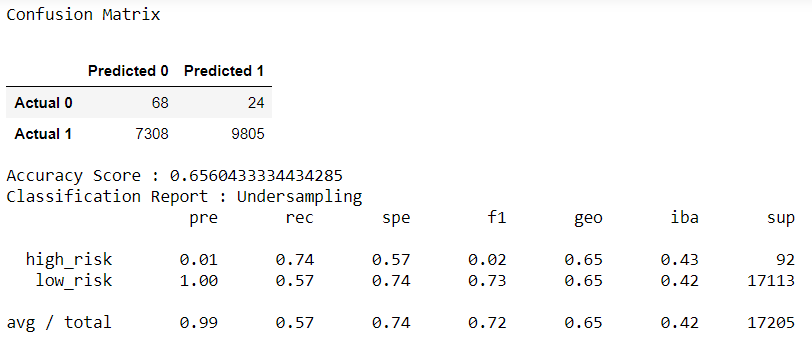 Confusion Matrix
Predicted 0 Predicted 1
Actual 0 68 24
Actual 1 7308 9805
Accuracy Score : 0.6560433334434285
Classification Report : Undersampling
pre rec spe f1 geo iba sup
high_risk 0.01 0.74 0.57 0.02 0.65 0.43 92
low_risk 1.00 0.57 0.74 0.73 0.65 0.42 17113
avg / total 0.99 0.57 0.74 0.72 0.65 0.42 17205